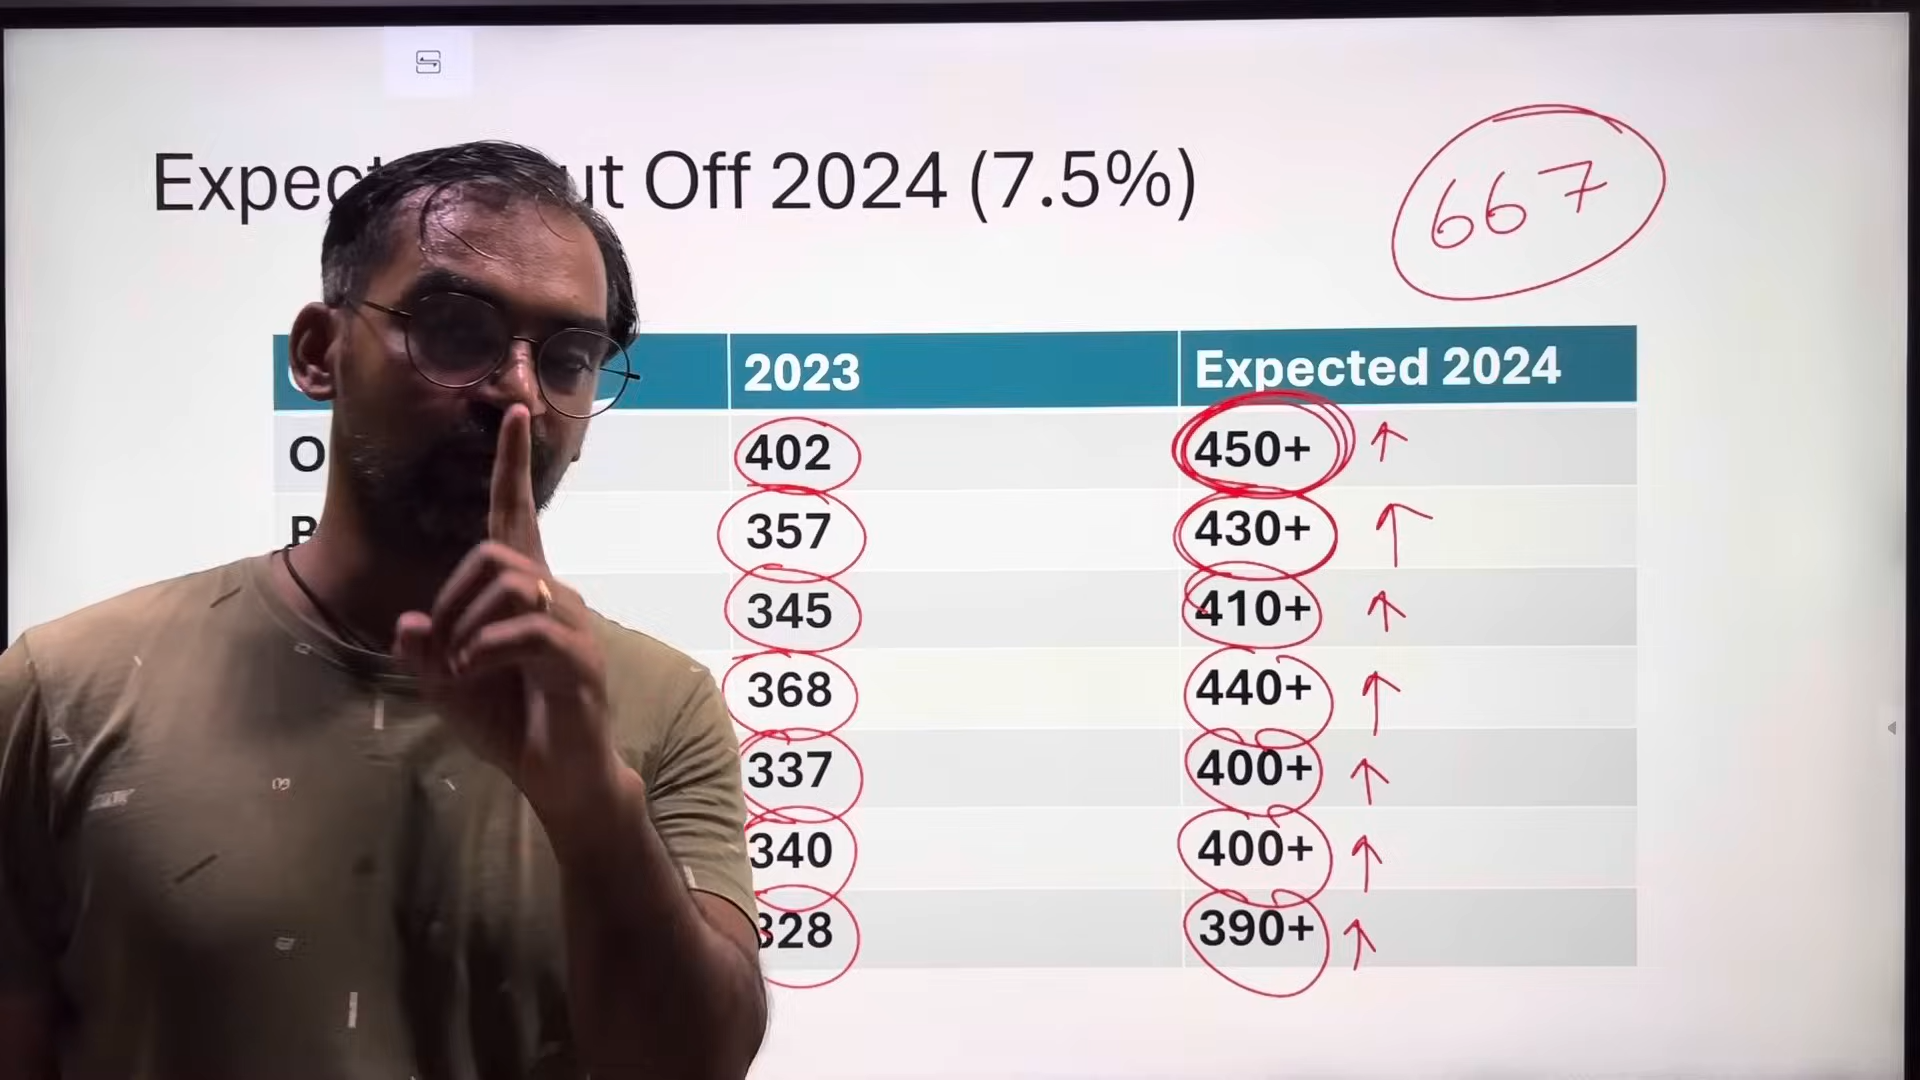 Expec ut Off 2024 (7.5%)
667
2023 Expected 2024
O 402 450+
B 357 430+
345 410+
368 440+
337 400+
340 400+
328 390+